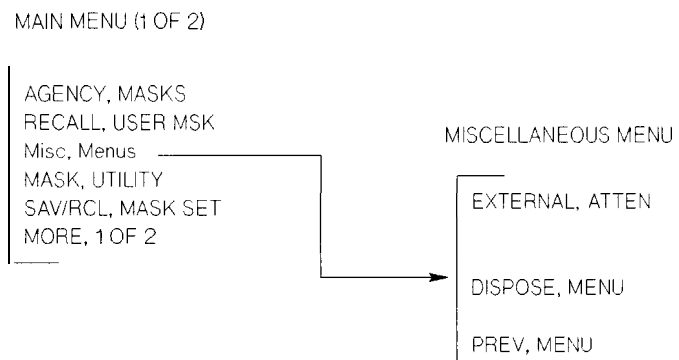 MAIN MENU (1 OF 2)
AGENCY, MASKS
RECALL, USER MSK
Misc, Menus
MASK, UTILITY
SAV/RCL, MASK SET
MORE, 1 OF 2
MISCELLANEOUS MENU
EXTERNAL, ATTEN
DISPOSE, MENU
PREV, MENU